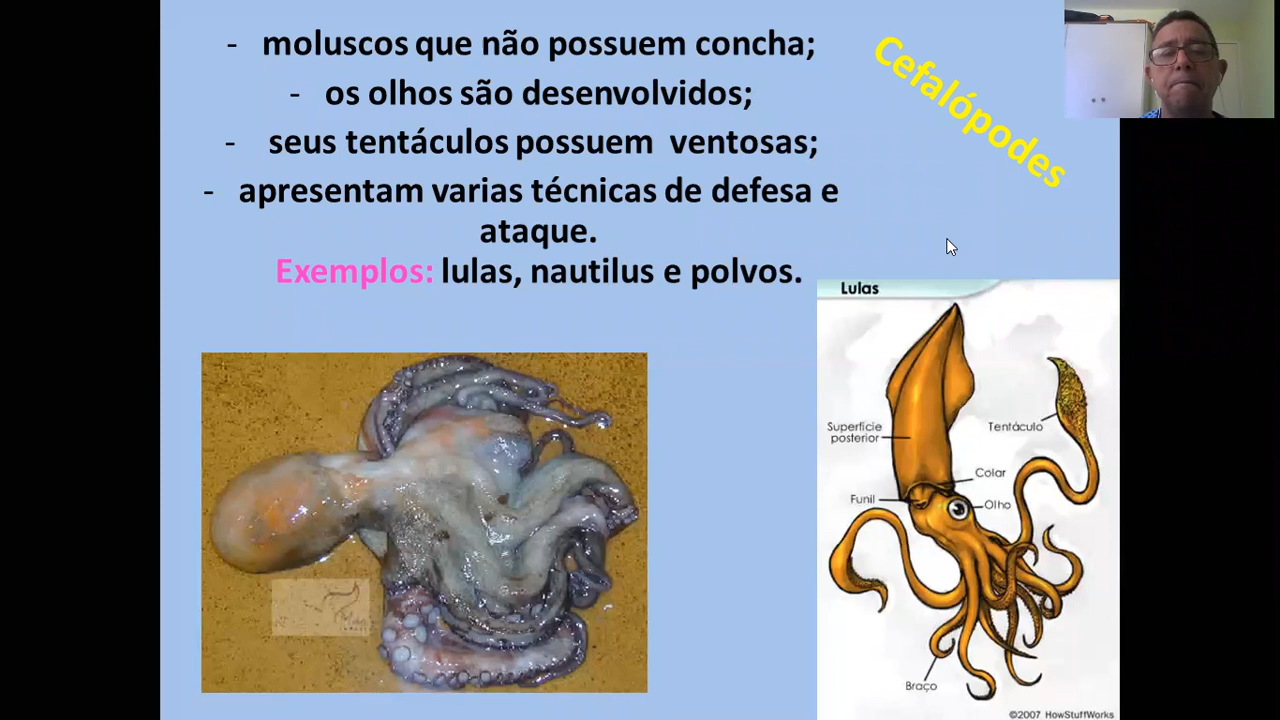 - moluscos que não possuem concha;
- os olhos são desenvolvidos;
- seus tentáculos possuem ventosas;
- apresentam varias técnicas de defesa e
ataque.
Exemplos: lulas, nautilus e polvos.
Cefalópodes
Lulas
Superfície
posterior
Tentáculo
Colar
Funil
Olho
Braço
©2007 HowStuffWorks